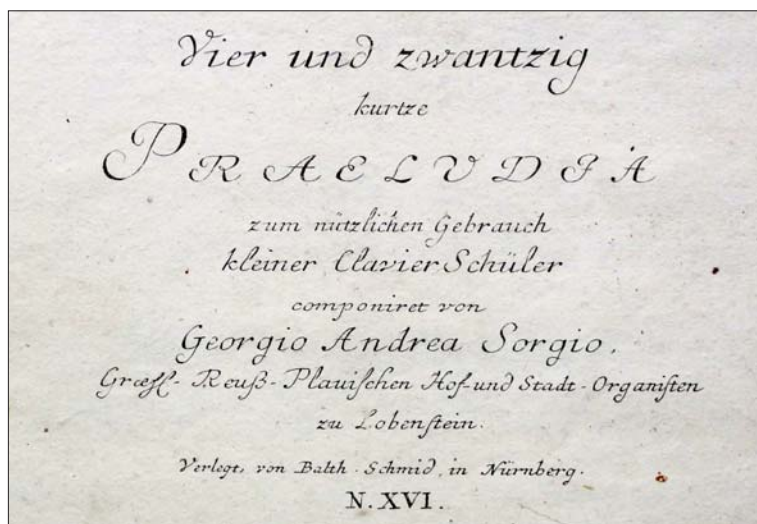 Vier und zwantzig
kurtze
PRAELUDIA
zum nützlichen Gebrauch
kleiner Clavier Schüler
componiret von
Georgio Andrea Sorgio.
Græfl-Reuß-Plauiſchen Hof-und Stadt-Organiſten
zu Lobenſtein.
Verlegt, von Balth. Schmid, in Nürnberg.
N. XVI.